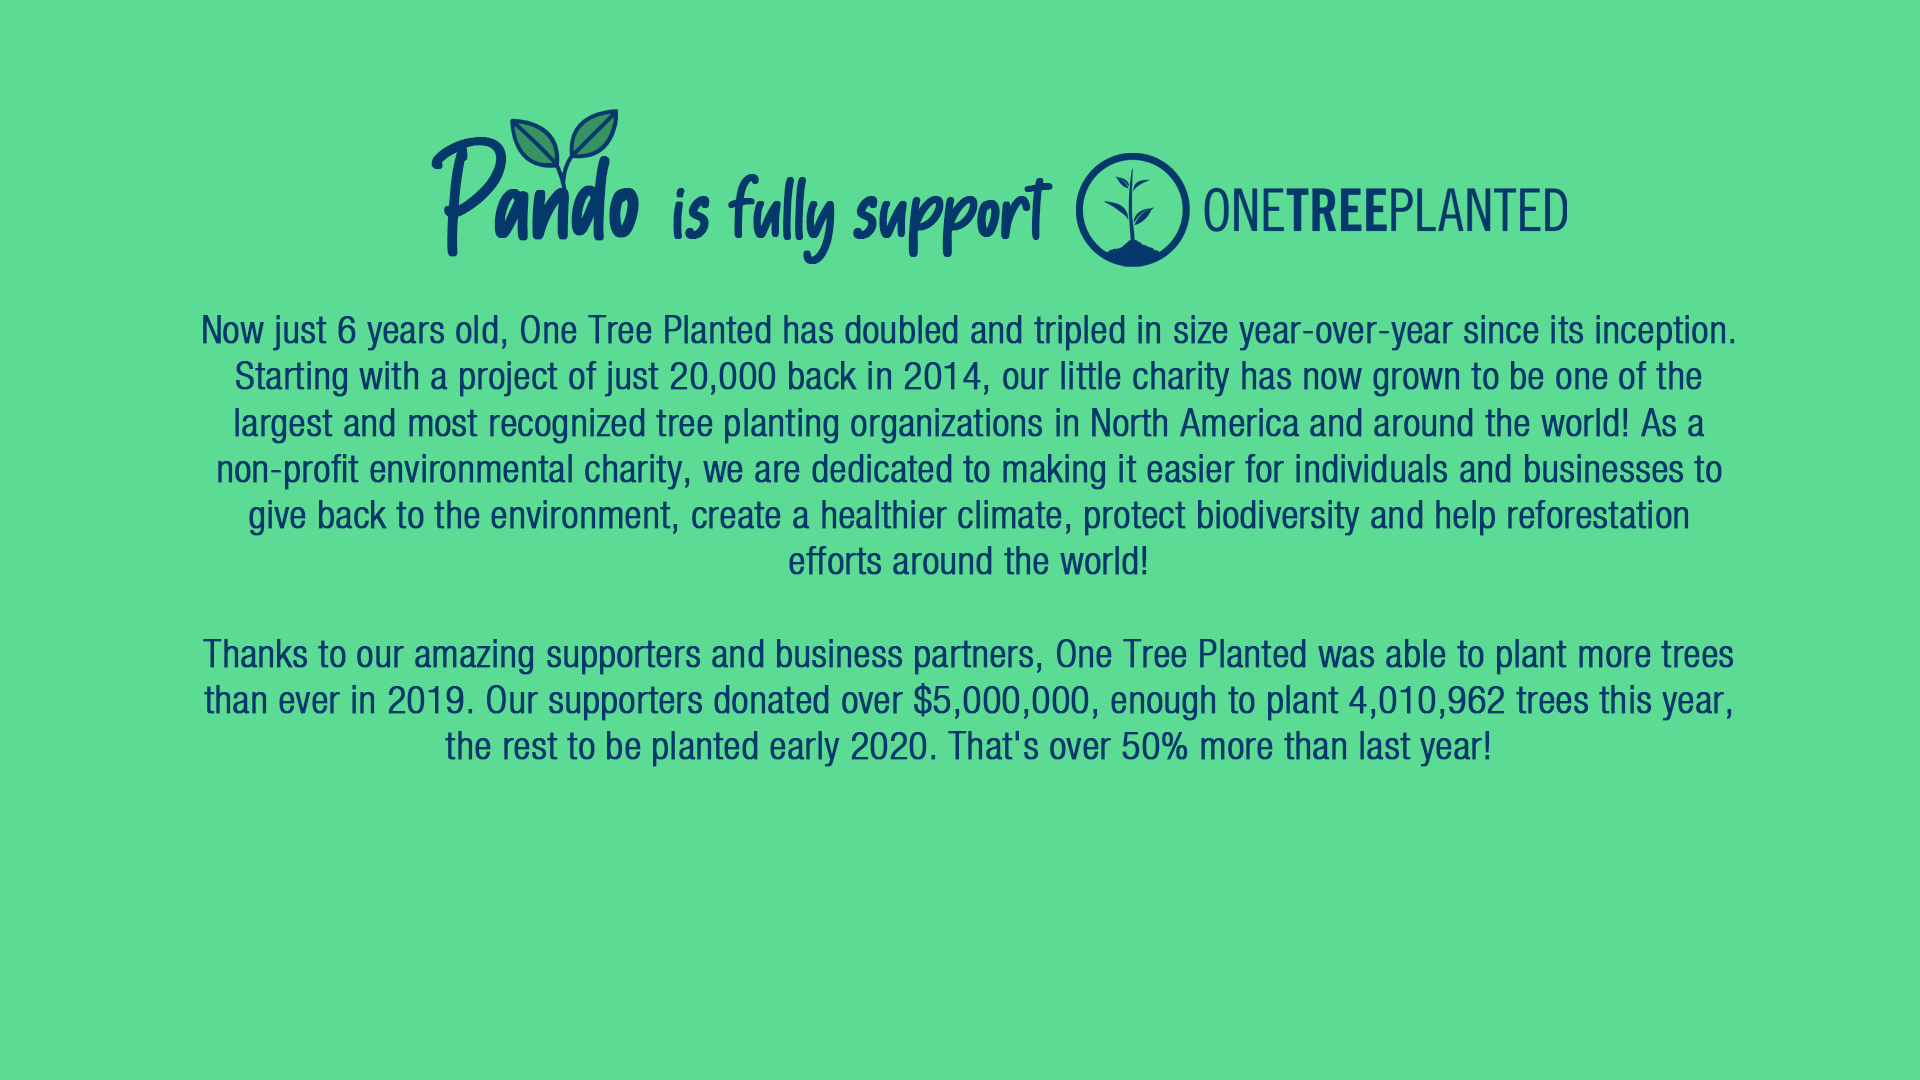 Pando is fully support ONETREEPLANTED
Now just 6 years old, One Tree Planted has doubled and tripled in size year-over-year since its inception.
Starting with a project of just 20,000 back in 2014, our little charity has now grown to be one of the
largest and most recognized tree planting organizations in North America and around the world! As a
non-profit environmental charity, we are dedicated to making it easier for individuals and businesses to
give back to the environment, create a healthier climate, protect biodiversity and help reforestation
efforts around the world!
Thanks to our amazing supporters and business partners, One Tree Planted was able to plant more trees
than ever in 2019. Our supporters donated over $5,000,000, enough to plant 4,010,962 trees this year,
the rest to be planted early 2020. That's over 50% more than last year!